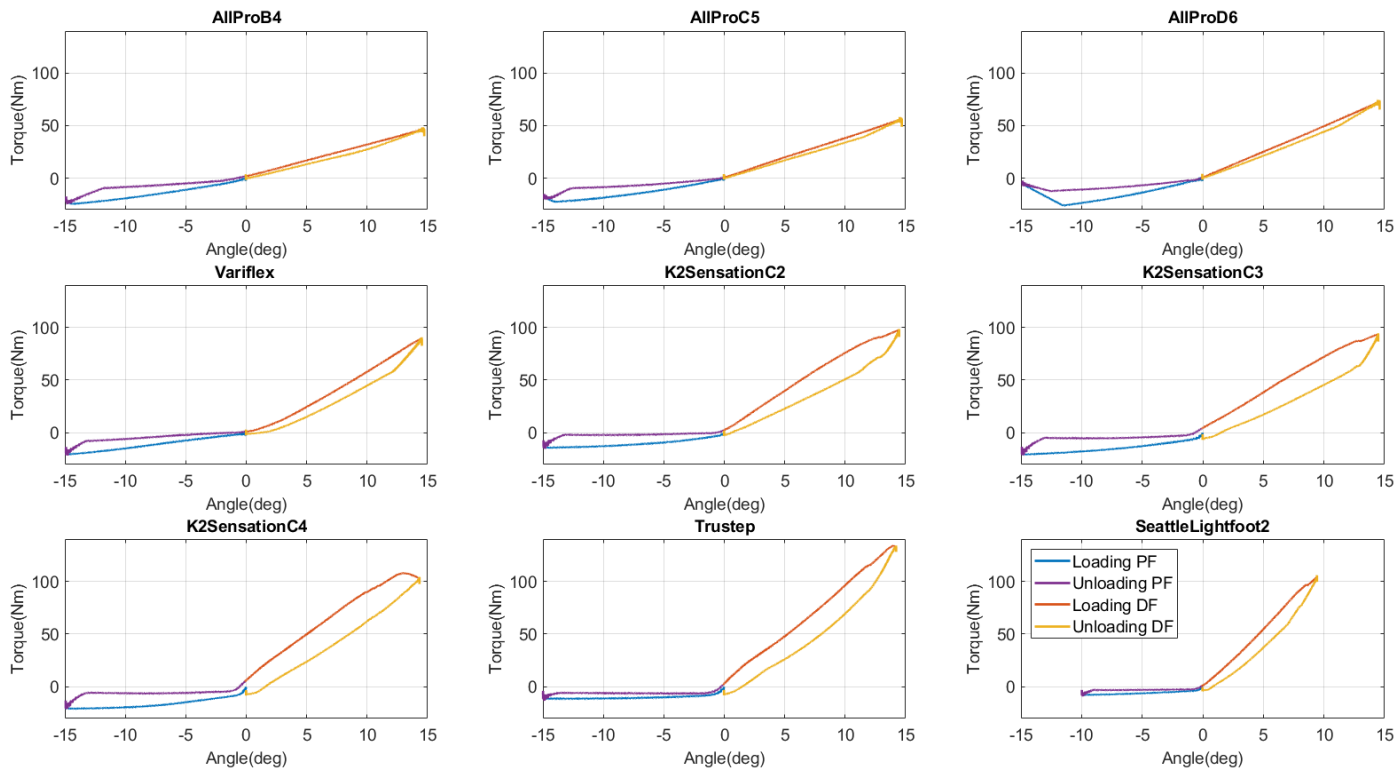 AllProB4
AllProC5
AllProD6
Torque(Nm)
100
50
0
-15 -10 -5 0 5 10 15
Angle(deg)
Torque(Nm)
100
50
0
-15 -10 -5 0 5 10 15
Angle(deg)
Torque(Nm)
100
50
0
-15 -10 -5 0 5 10 15
Angle(deg)
Variflex
K2SensationC2
K2SensationC3
Torque(Nm)
100
50
0
-15 -10 -5 0 5 10 15
Angle(deg)
Torque(Nm)
100
50
0
-15 -10 -5 0 5 10 15
Angle(deg)
Torque(Nm)
100
50
0
-15 -10 -5 0 5 10 15
Angle(deg)
K2SensationC4
Trustep
SeattleLightfoot2
Torque(Nm)
100
50
0
-15 -10 -5 0 5 10 15
Angle(deg)
Torque(Nm)
100
50
0
-15 -10 -5 0 5 10 15
Angle(deg)
Torque(Nm)
100
50
0
-15 -10 -5 0 5 10 15
Angle(deg)
Loading PF
Unloading PF
Loading DF
Unloading DF